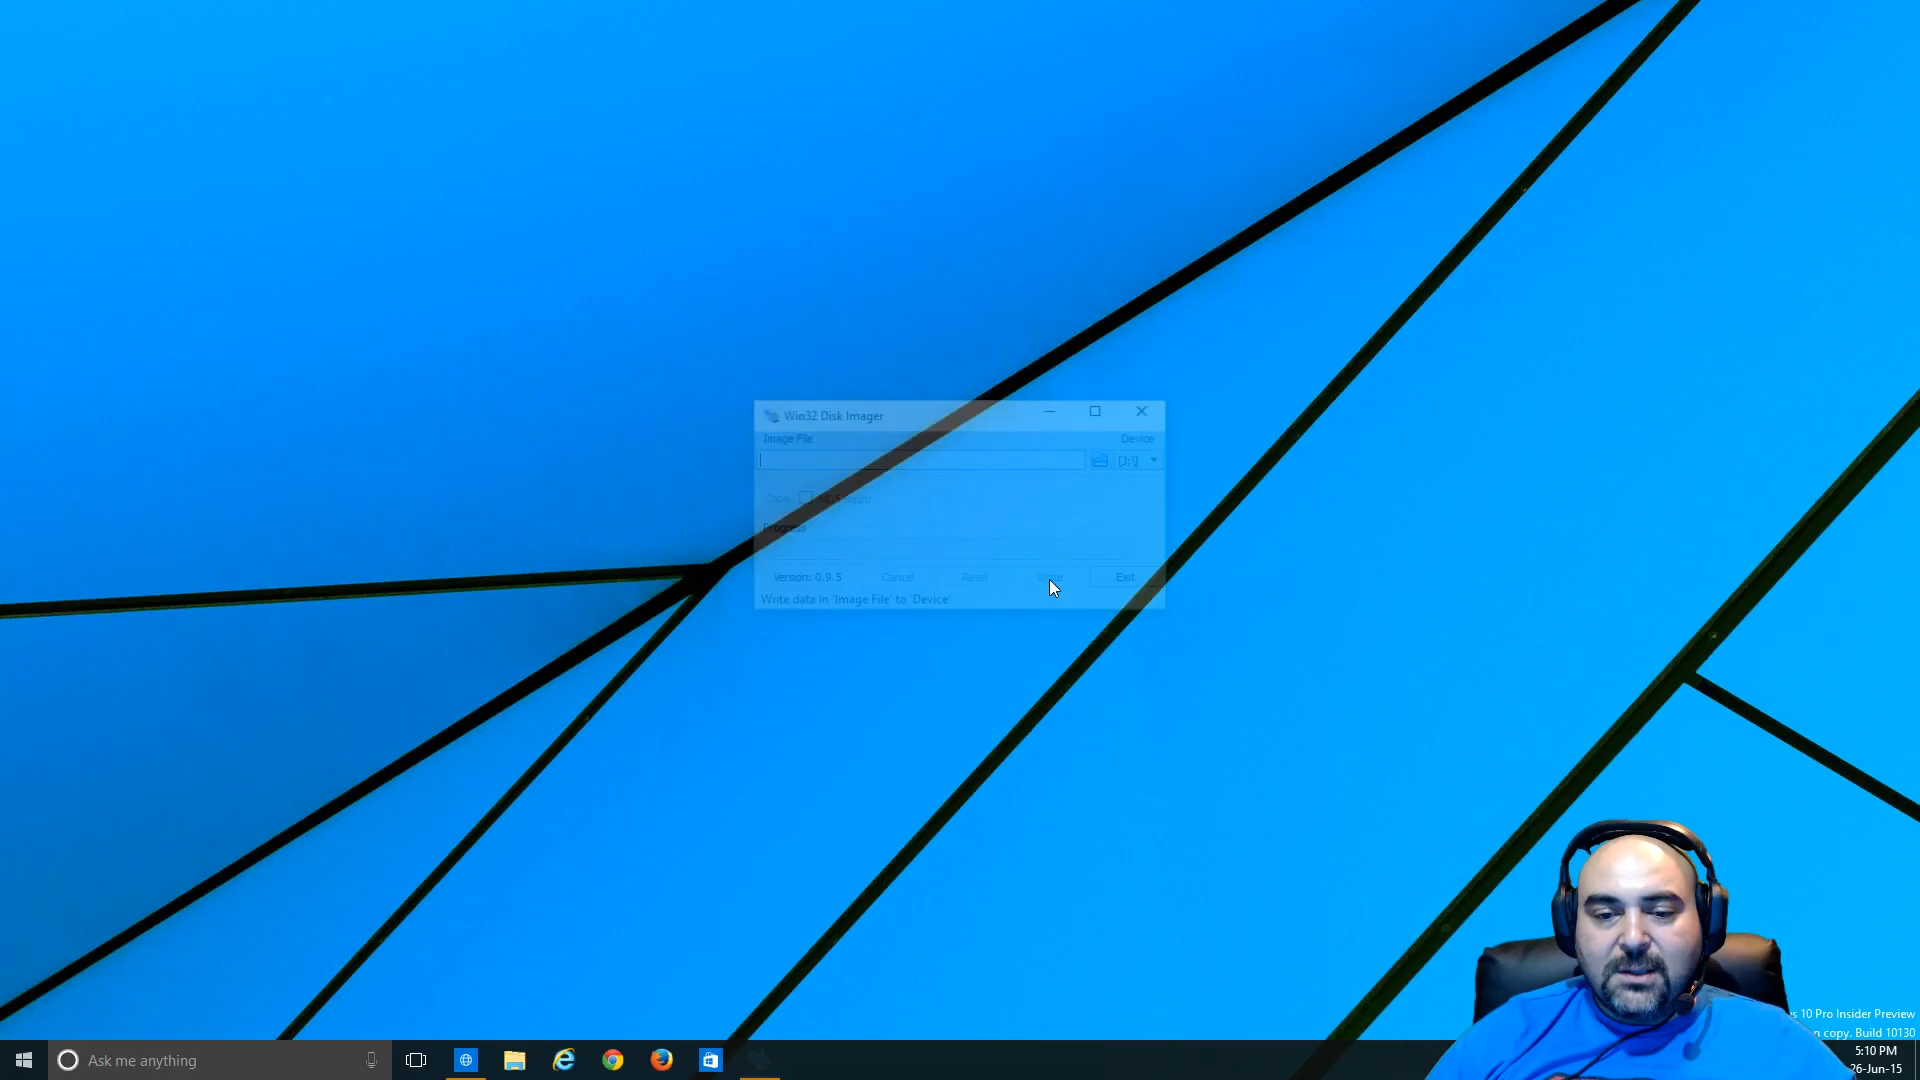 Win32 Disk Imager
Image File
Device
[J:\]
Copy
MD5 Hash:
Progress
Version: 0.9.5
Cancel
Read
Exit
Write data in 'Image File' to 'Device'
s 10 Pro Insider Preview
n copy. Build 10130
Ask me anything
5:10 PM
26-Jun-15